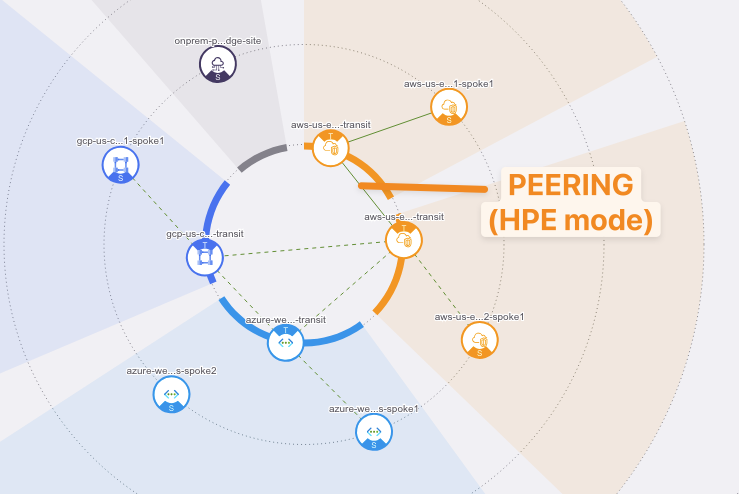 onprem-p...dge-site
S
aws-us-e...1-spoke1
S
aws-us-e...-transit
T
gcp-us-c...1-spoke1
S
PEERING
(HPE mode)
aws-us-e...-transit
T
gcp-us-c...-transit
T
azure-we...-transit
T
aws-us-e...2-spoke1
S
azure-we...s-spoke2
S
azure-we...s-spoke1
S